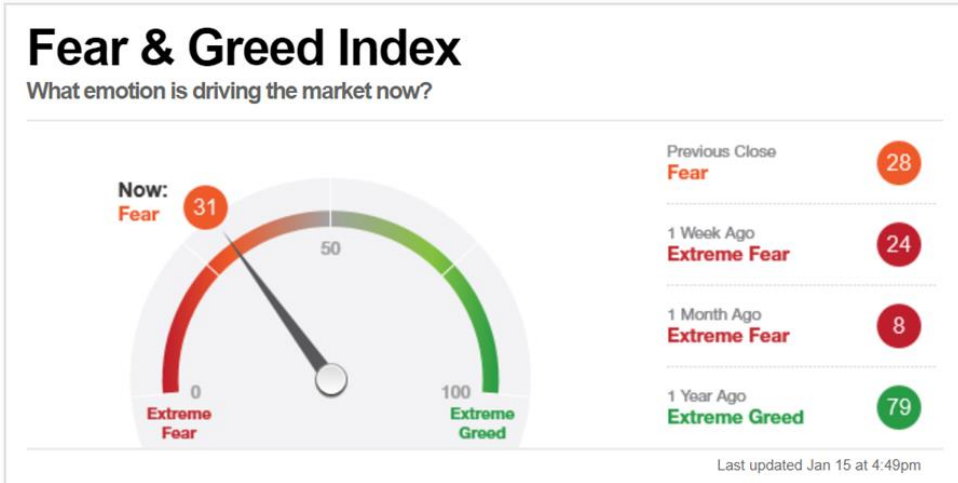 Fear & Greed Index
What emotion is driving the market now?
Now:
Fear
31
50
0
Extreme
Fear
100
Extreme
Greed
Previous Close
Fear
28
1 Week Ago
Extreme Fear
24
1 Month Ago
Extreme Fear
8
1 Year Ago
Extreme Greed
79
Last updated Jan 15 at 4:49pm